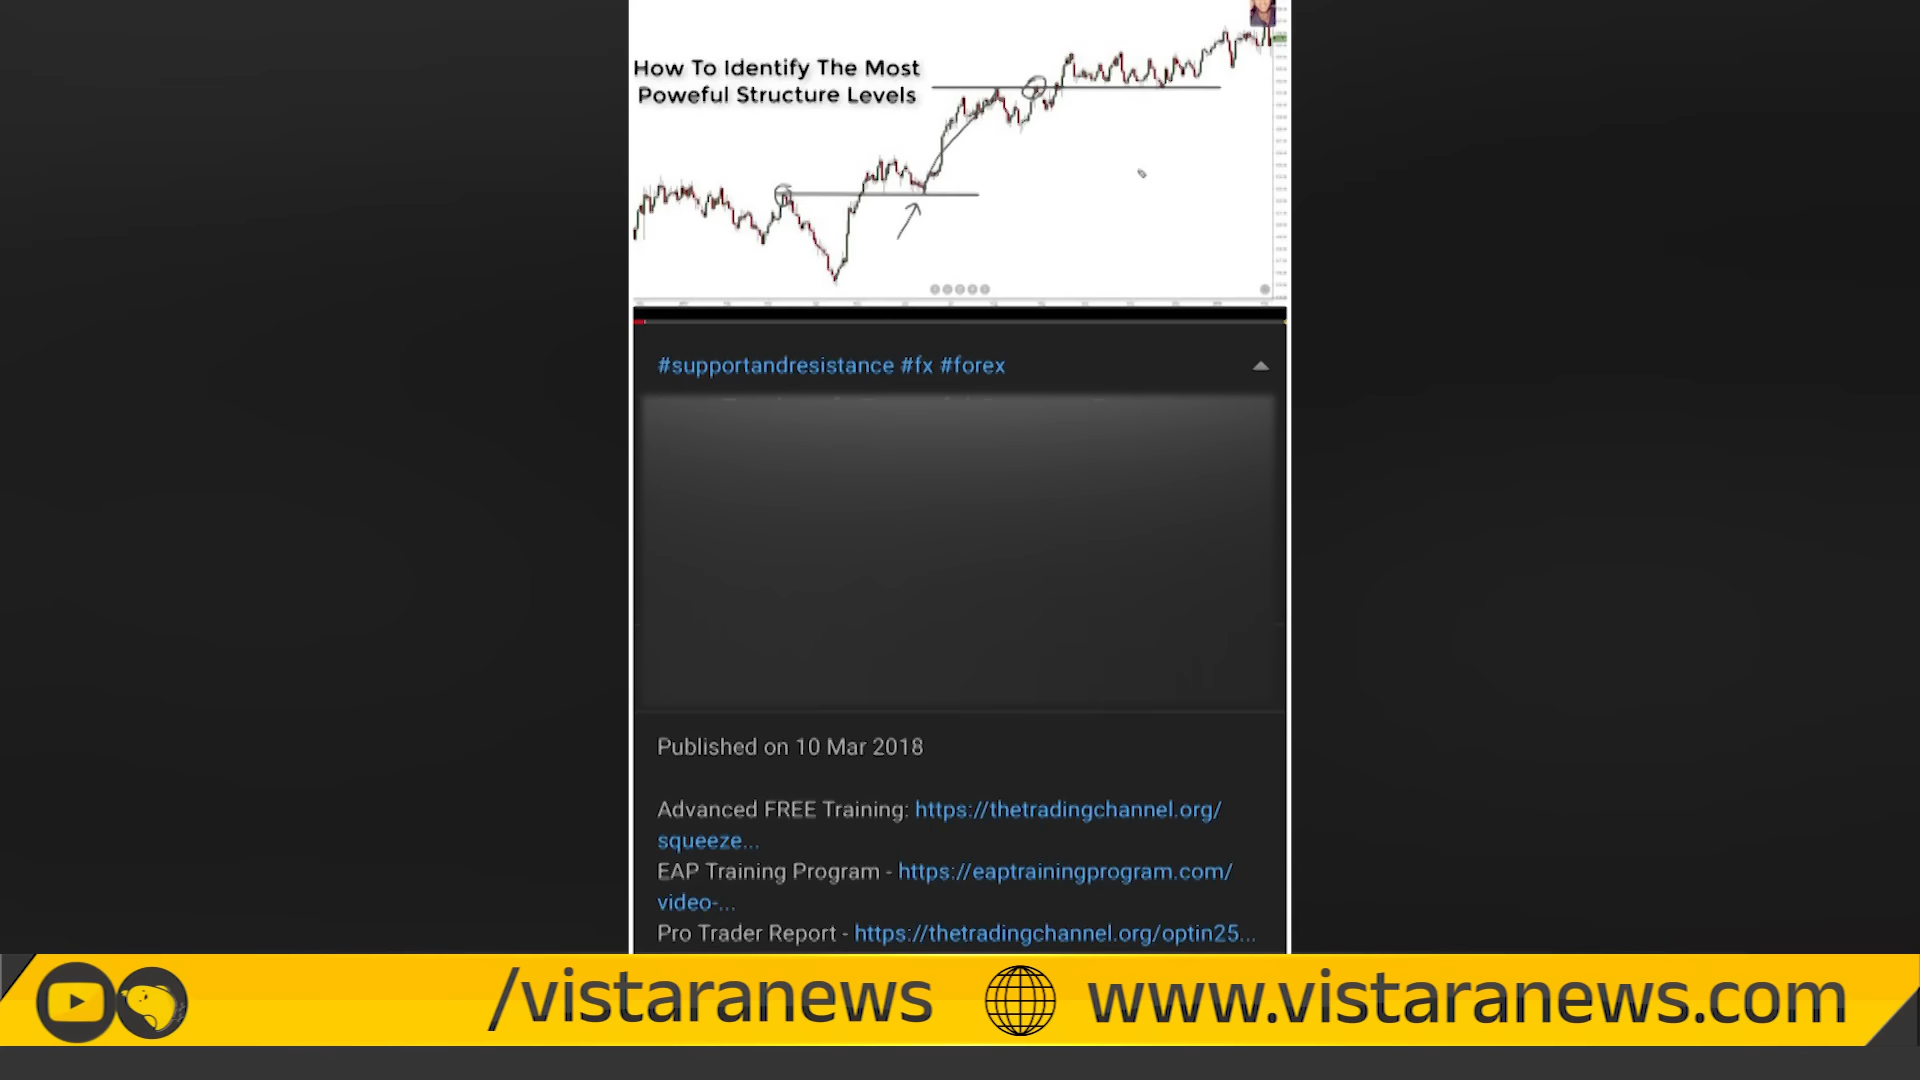 How To Identify The Most
Poweful Structure Levels
#supportandresistance #fx #forex
Published on 10 Mar 2018
Advanced FREE Training: https://thetradingchannel.org/
squeeze...
EAP Training Program - https://eaptrainingprogram.com/
video-...
Pro Trader Report - https://thetradingchannel.org/optin25...
/vistaranews www.vistaranews.com